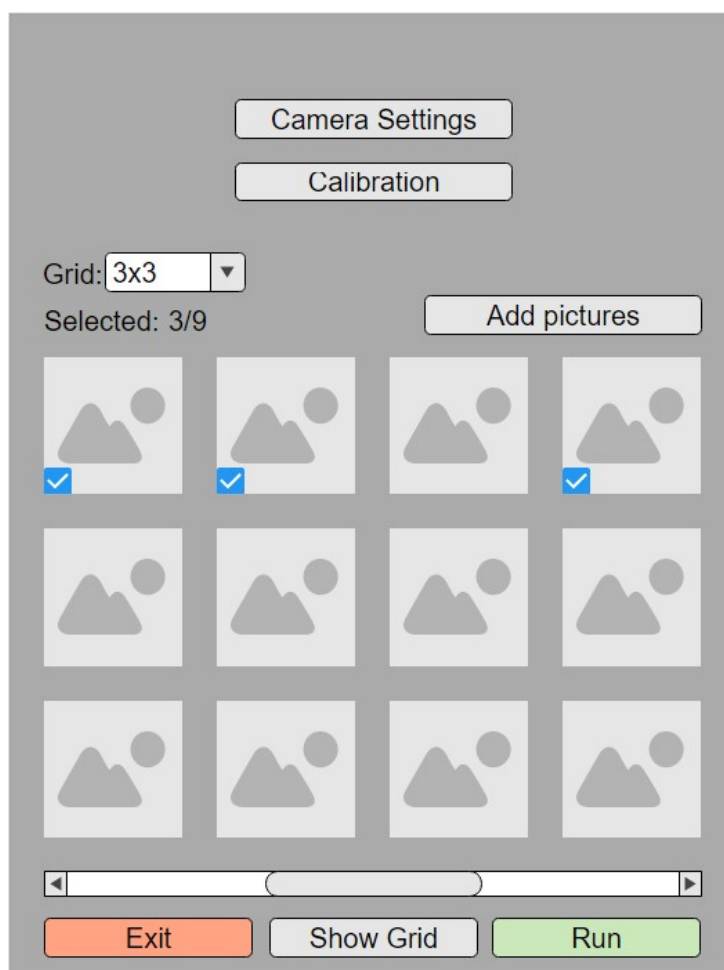 Camera Settings
Calibration
Grid: 3x3
Selected: 3/9
Add pictures
Exit
Show Grid
Run